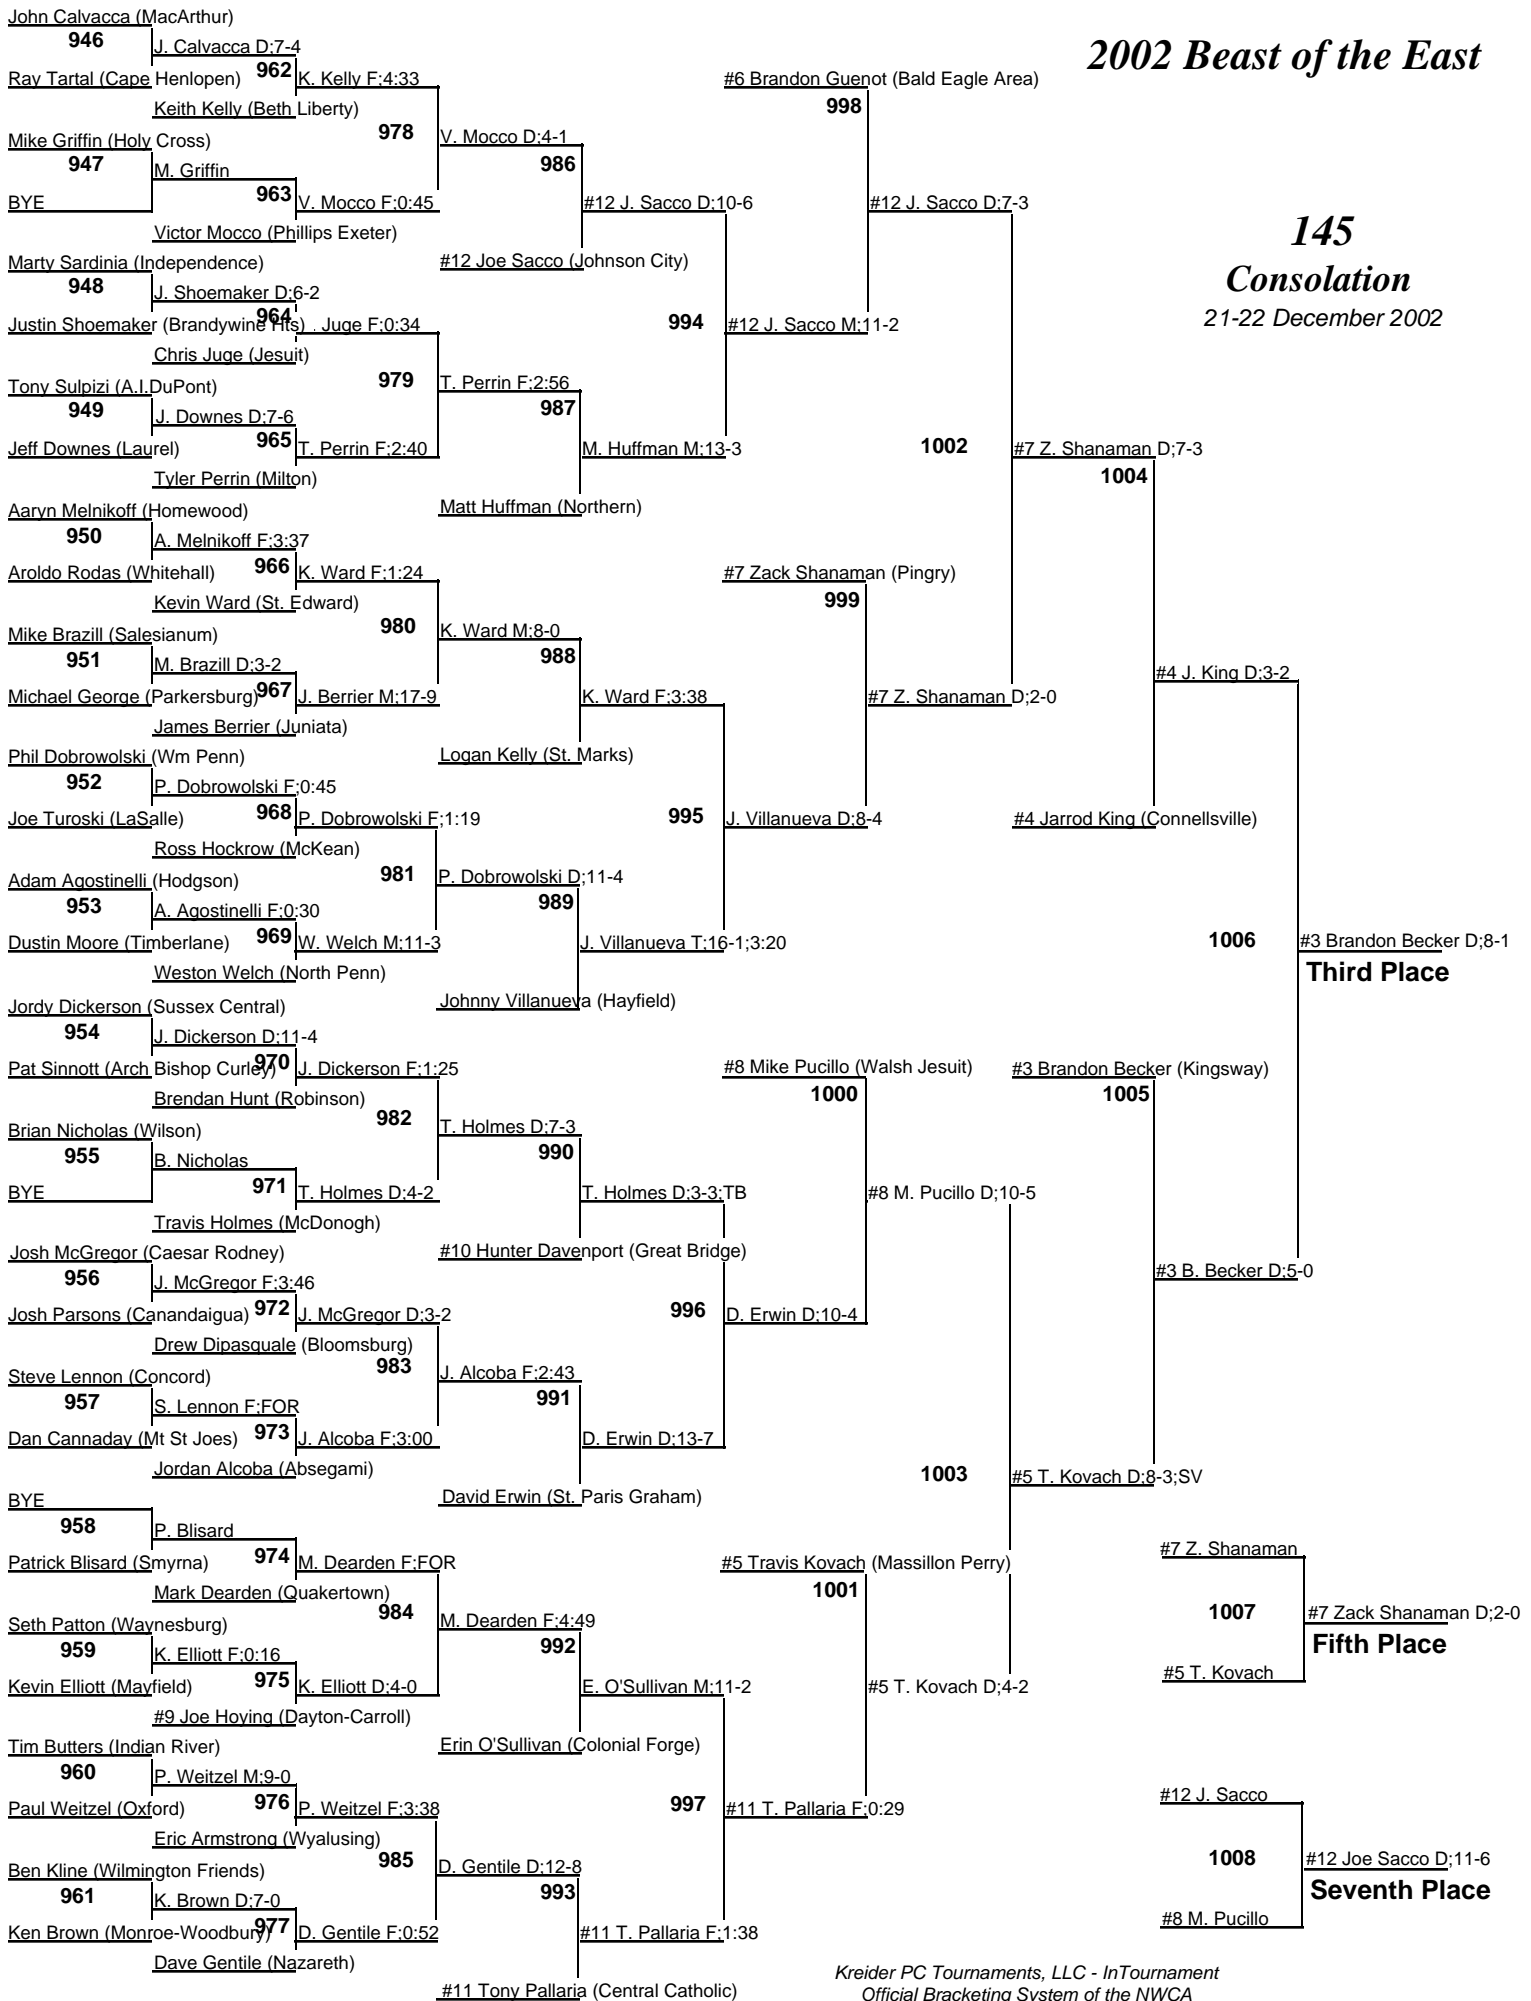 2002 Beast of the East
145
Consolation
21-22 December 2002
John Calvacca (MacArthur)
946
J. Calvacca D;7-4
Ray Tartal (Cape Henlopen)
962
K. Kelly F;4:33
Keith Kelly (Beth Liberty)
978
V. Mocco D;4-1
Mike Griffin (Holy Cross)
947
M. Griffin
BYE
963
V. Mocco F;0:45
Victor Mocco (Phillips Exeter)
986
#12 J. Sacco D;10-6
#12 Joe Sacco (Johnson City)
Marty Sardinia (Independence)
948
J. Shoemaker D;6-2
Justin Shoemaker (Brandywine Hts)
964
. Juge F;0:34
Chris Juge (Jesuit)
979
T. Perrin F;2:56
Tony Sulpizi (A.I.DuPont)
949
J. Downes D;7-6
Jeff Downes (Laurel)
965
T. Perrin F;2:40
Tyler Perrin (Milton)
987
M. Huffman M;13-3
Matt Huffman (Northern)
994
#12 J. Sacco M;11-2
#6 Brandon Guenot (Bald Eagle Area)
998
#12 J. Sacco D;7-3
Aaryn Melnikoff (Homewood)
950
A. Melnikoff F;3:37
Aroldo Rodas (Whitehall)
966
K. Ward F;1:24
Kevin Ward (St. Edward)
980
K. Ward M;8-0
Mike Brazill (Salesianum)
951
M. Brazill D;3-2
Michael George (Parkersburg)
967
J. Berrier M;17-9
James Berrier (Juniata)
988
K. Ward F;3:38
Logan Kelly (St. Marks)
Phil Dobrowolski (Wm Penn)
952
P. Dobrowolski F;0:45
Joe Turoski (LaSalle)
968
P. Dobrowolski F;1:19
Ross Hockrow (McKean)
981
P. Dobrowolski D;11-4
Adam Agostinelli (Hodgson)
953
A. Agostinelli F;0:30
Dustin Moore (Timberlane)
969
W. Welch M;11-3
Weston Welch (North Penn)
989
J. Villanueva T;16-1;3:20
Johnny Villanueva (Hayfield)
995
J. Villanueva D;8-4
#7 Zack Shanaman (Pingry)
999
#7 Z. Shanaman D;2-0
1002
#7 Z. Shanaman D;7-3
1004
#4 J. King D;3-2
#4 Jarrod King (Connellsville)
Jordy Dickerson (Sussex Central)
954
J. Dickerson D;11-4
Pat Sinnott (Arch Bishop Curley)
970
J. Dickerson F;1:25
Brendan Hunt (Robinson)
982
T. Holmes D;7-3
Brian Nicholas (Wilson)
955
B. Nicholas
BYE
971
T. Holmes D;4-2
Travis Holmes (McDonogh)
990
T. Holmes D;3-3;TB
#10 Hunter Davenport (Great Bridge)
Josh McGregor (Caesar Rodney)
956
J. McGregor F;3:46
Josh Parsons (Canandaigua)
972
J. McGregor D;3-2
Drew Dipasquale (Bloomsburg)
983
J. Alcoba F;2:43
Steve Lennon (Concord)
957
S. Lennon F;FOR
Dan Cannaday (Mt St Joes)
973
J. Alcoba F;3:00
Jordan Alcoba (Absegami)
991
D. Erwin D;13-7
David Erwin (St. Paris Graham)
996
D. Erwin D;10-4
#8 Mike Pucillo (Walsh Jesuit)
1000
#8 M. Pucillo D;10-5
BYE
958
P. Blisard
Patrick Blisard (Smyrna)
974
M. Dearden F;FOR
Mark Dearden (Quakertown)
984
M. Dearden F;4:49
Seth Patton (Waynesburg)
959
K. Elliott F;0:16
Kevin Elliott (Mayfield)
975
K. Elliott D;4-0
#9 Joe Hoying (Dayton-Carroll)
992
E. O'Sullivan M;11-2
Erin O'Sullivan (Colonial Forge)
Tim Butters (Indian River)
960
P. Weitzel M;9-0
Paul Weitzel (Oxford)
976
P. Weitzel F;3:38
Eric Armstrong (Wyalusing)
985
D. Gentile D;12-8
Ben Kline (Wilmington Friends)
961
K. Brown D;7-0
Ken Brown (Monroe-Woodbury)
977
D. Gentile F;0:52
Dave Gentile (Nazareth)
993
#11 T. Pallaria F;1:38
#11 Tony Pallaria (Central Catholic)
997
#11 T. Pallaria F;0:29
#5 Travis Kovach (Massillon Perry)
1001
#5 T. Kovach D;4-2
1003
#5 T. Kovach D;8-3;SV
#3 Brandon Becker (Kingsway)
1005
#3 B. Becker D;5-0
1006
#3 Brandon Becker D;8-1
Third Place
#7 Z. Shanaman
1007
#7 Zack Shanaman D;2-0
Fifth Place
#5 T. Kovach
#12 J. Sacco
1008
#12 Joe Sacco D;11-6
Seventh Place
#8 M. Pucillo
Kreider PC Tournaments, LLC - InTournament
Official Bracketing System of the NWCA